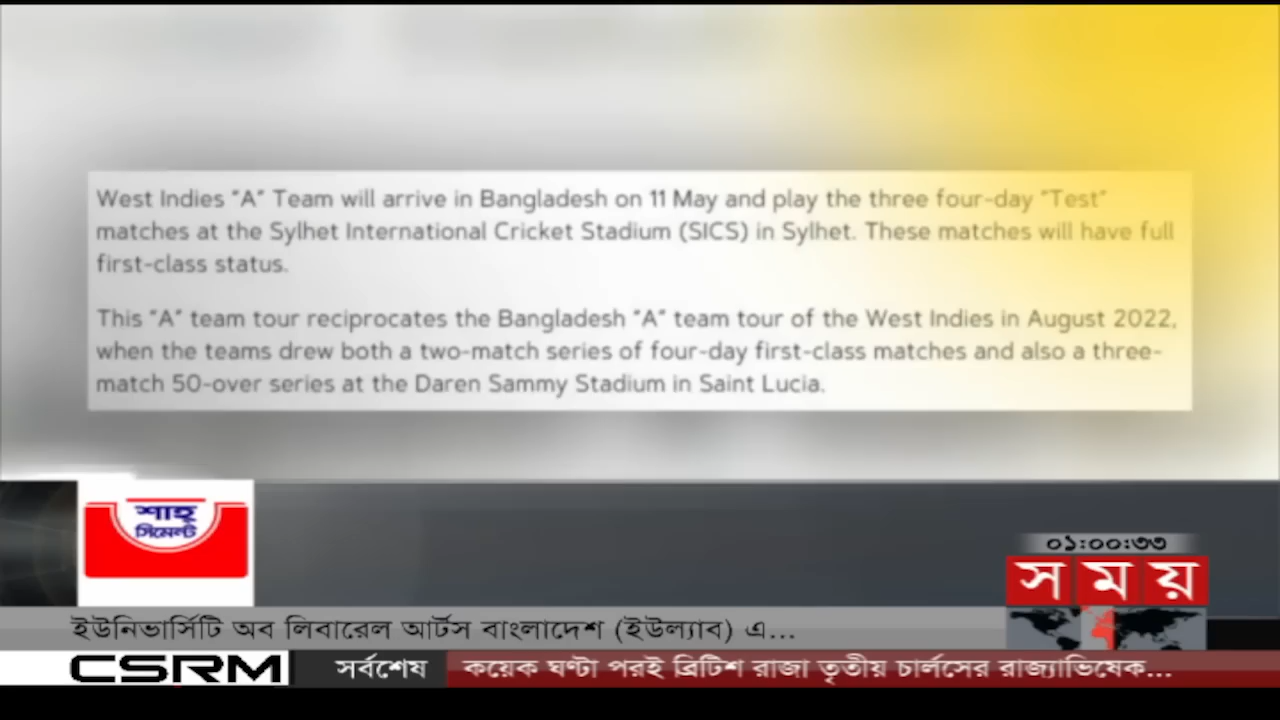 West Indies "A" Team will arrive in Bangladesh on 11 May and play the three four-day "Test"
matches at the Sylhet International Cricket Stadium (SICS) in Sylhet. These matches will have full
first-class status.
This "A" team tour reciprocates the Bangladesh "A" team tour of the West Indies in August 2022,
when the teams drew both a two-match series of four-day first-class matches and also a three-
match 50-over series at the Daren Sammy Stadium in Saint Lucia.
শাহ্
সিমেন্ট
০১:০০:৩৩
সময়
ইউনিভার্সিটি অব লিবারেল আর্টস বাংলাদেশ (ইউল্যাব) এ...
CSRM সর্বশেষ কয়েক ঘণ্টা পরই ব্রিটিশ রাজা তৃতীয় চার্লসের রাজ্যাভিষেক...